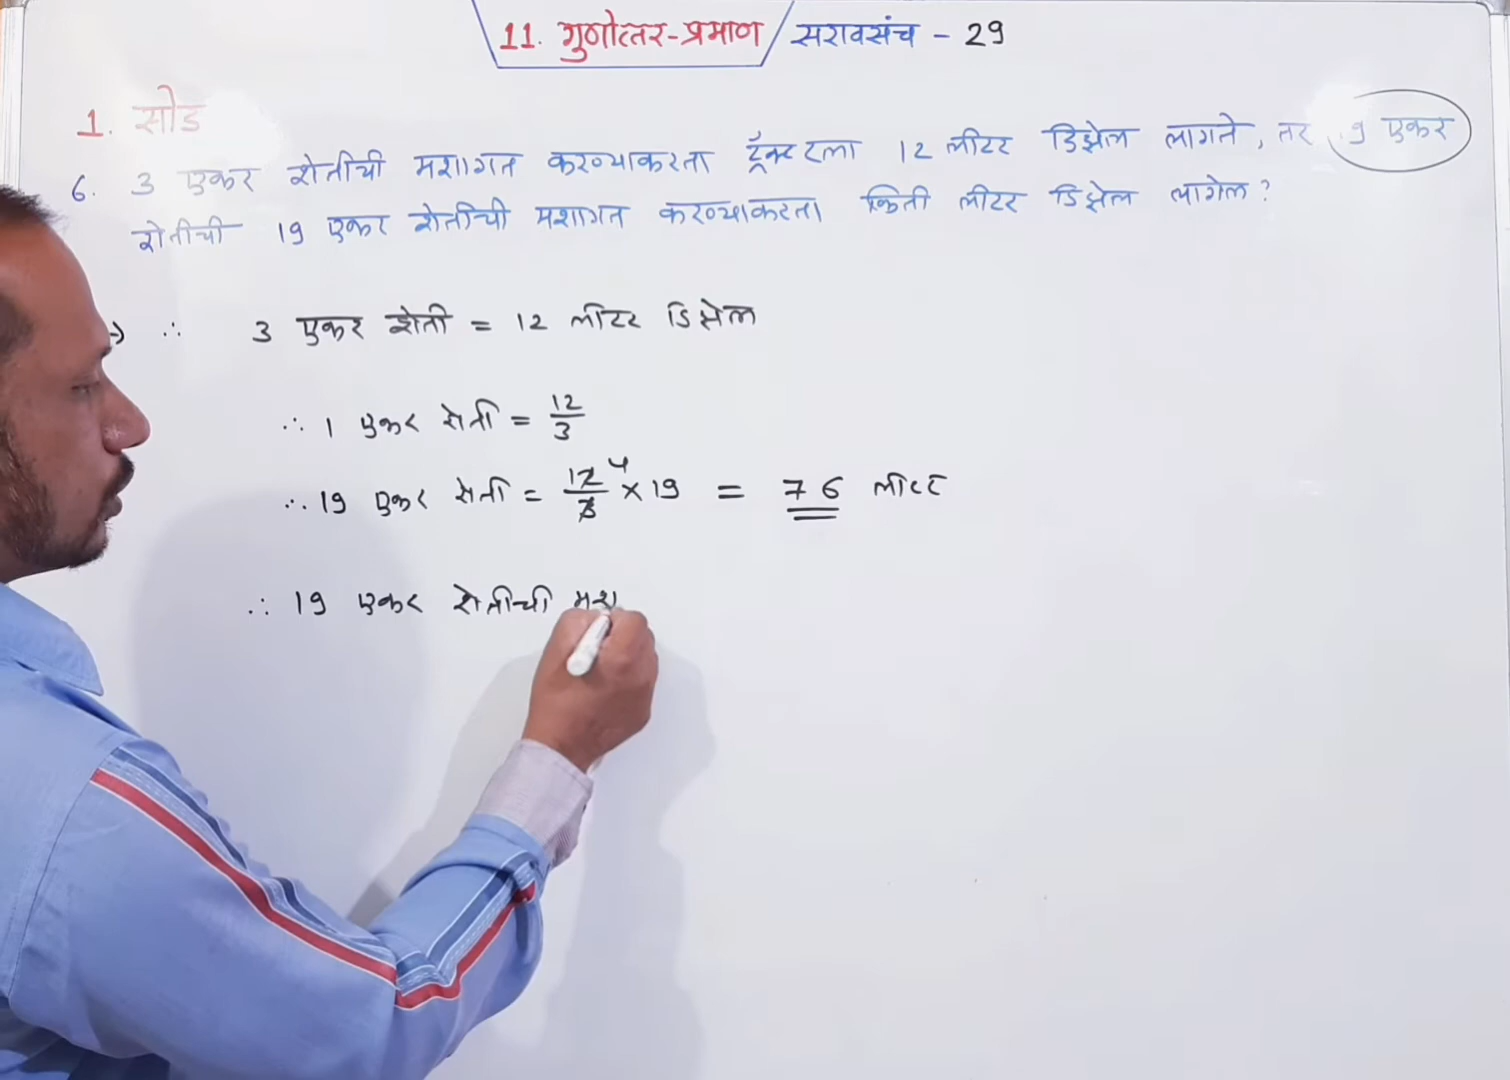 11. गुणोत्तर-प्रमाण / सरावसंच - 29
1. सोड
6. 3 एकर शेतीची मशागत करण्याकरता ट्रॅक्टरला 12 लीटर डिझेल लागते, तर 19 एकर
शेतीची 19 एकर शेतीची मशागत करण्याकरता किती लीटर डिझेल लागेल?
→ ∴ 3 एकर शेती = 12 लीटर डिझेल
∴ 1 एकर शेती = 12/3
∴ 19 एकर शेती = 12/3 4 × 19 = 76 लीटर
∴ 19 एकर शेतीची मश